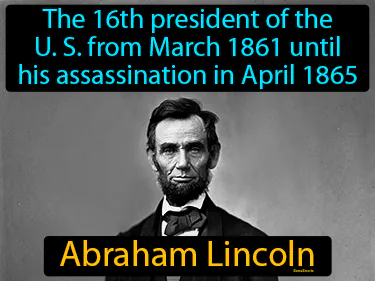 The 16th president of the
U. S. from March 1861 until
his assassination in April 1865
Abraham Lincoln